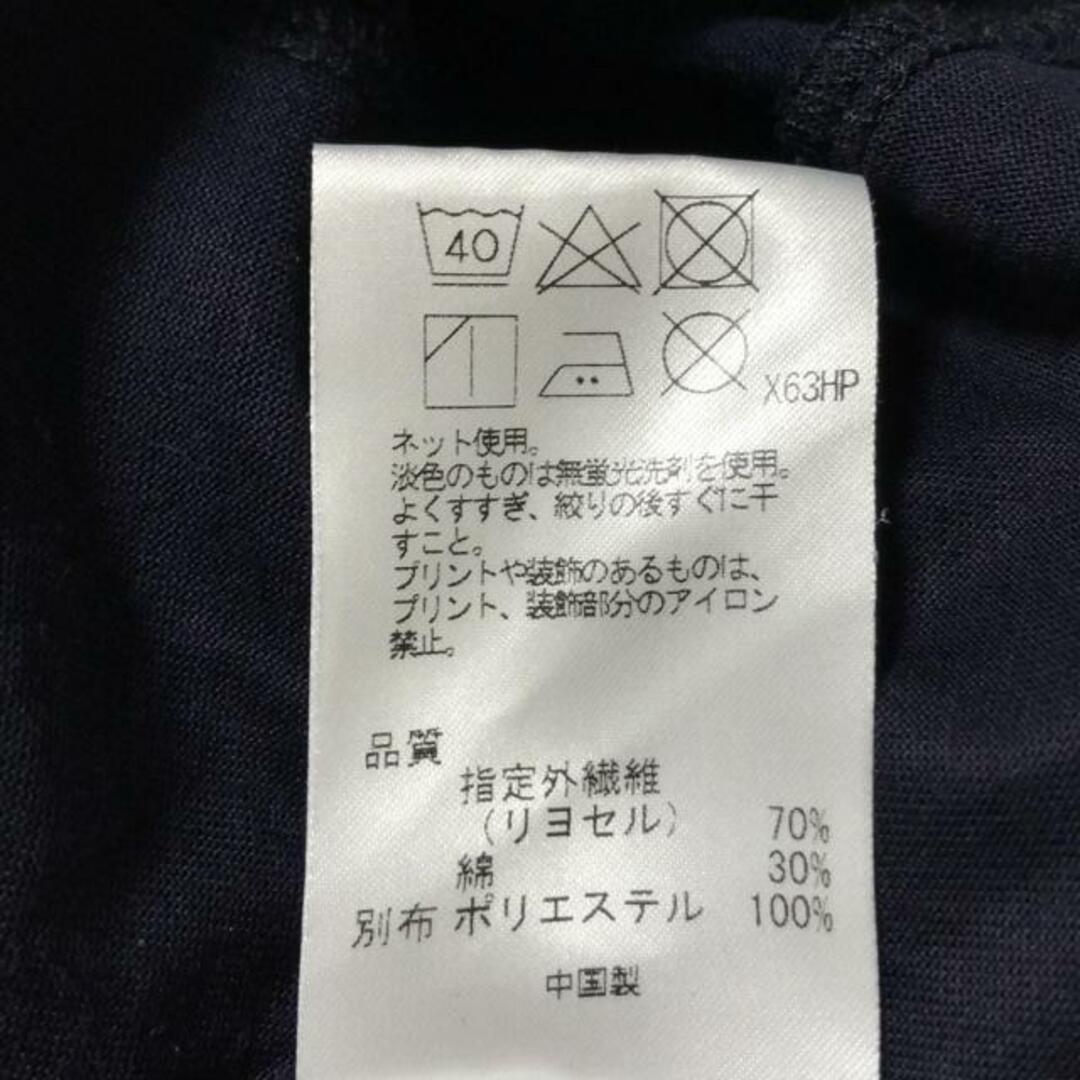 40
X63HP
ネット使用。
淡色のものは無蛍光洗剤を使用。
よくすすぎ、絞りの後すぐに干
すこと。
プリントや装飾のあるものは、
プリント、装飾部分のアイロン
禁止。
品質
指定外繊維
(リヨセル) 70%
綿 30%
別布 ポリエステル 100%
中国製